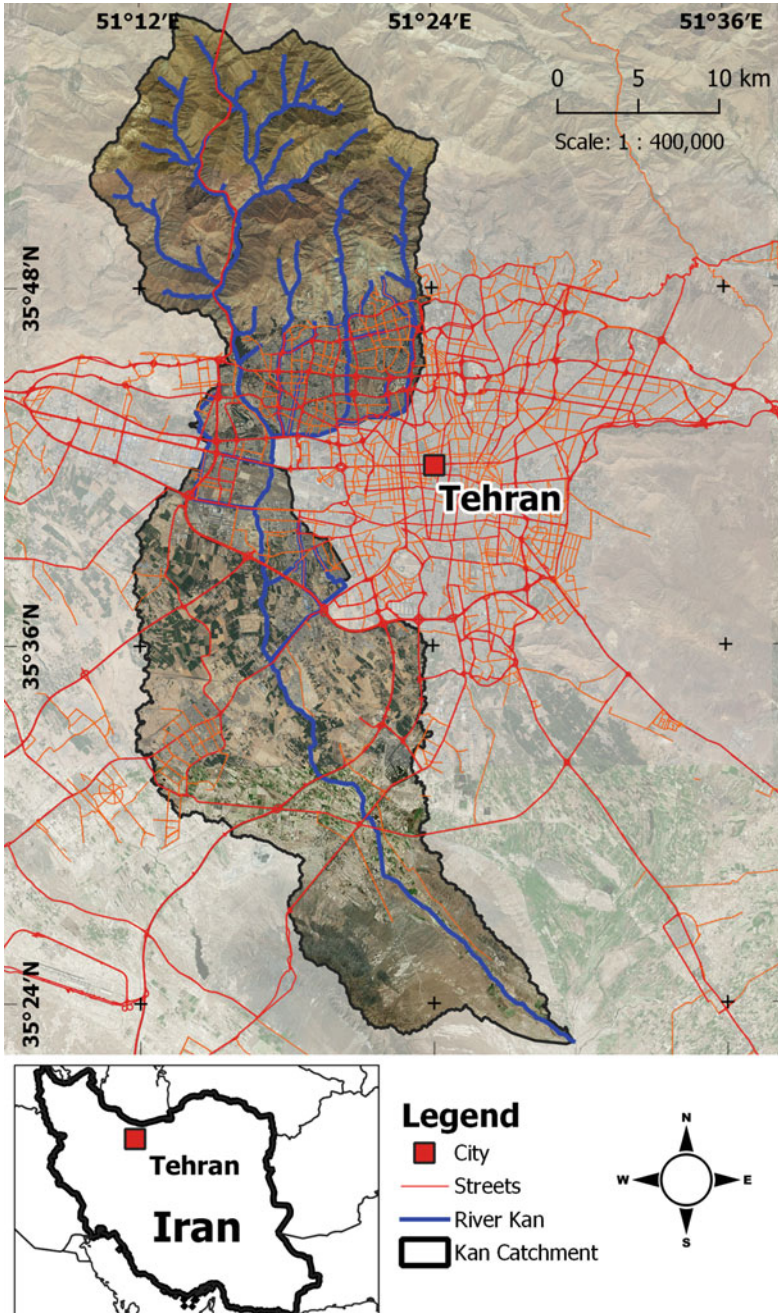 51°12′E 51°24′E 51°36′E
0 5 10 km
Scale: 1 : 400,000
35°48′N
Tehran
35°36′N
35°24′N
Tehran
Iran
Legend
City
Streets
River Kan
Kan Catchment
N
W E
S